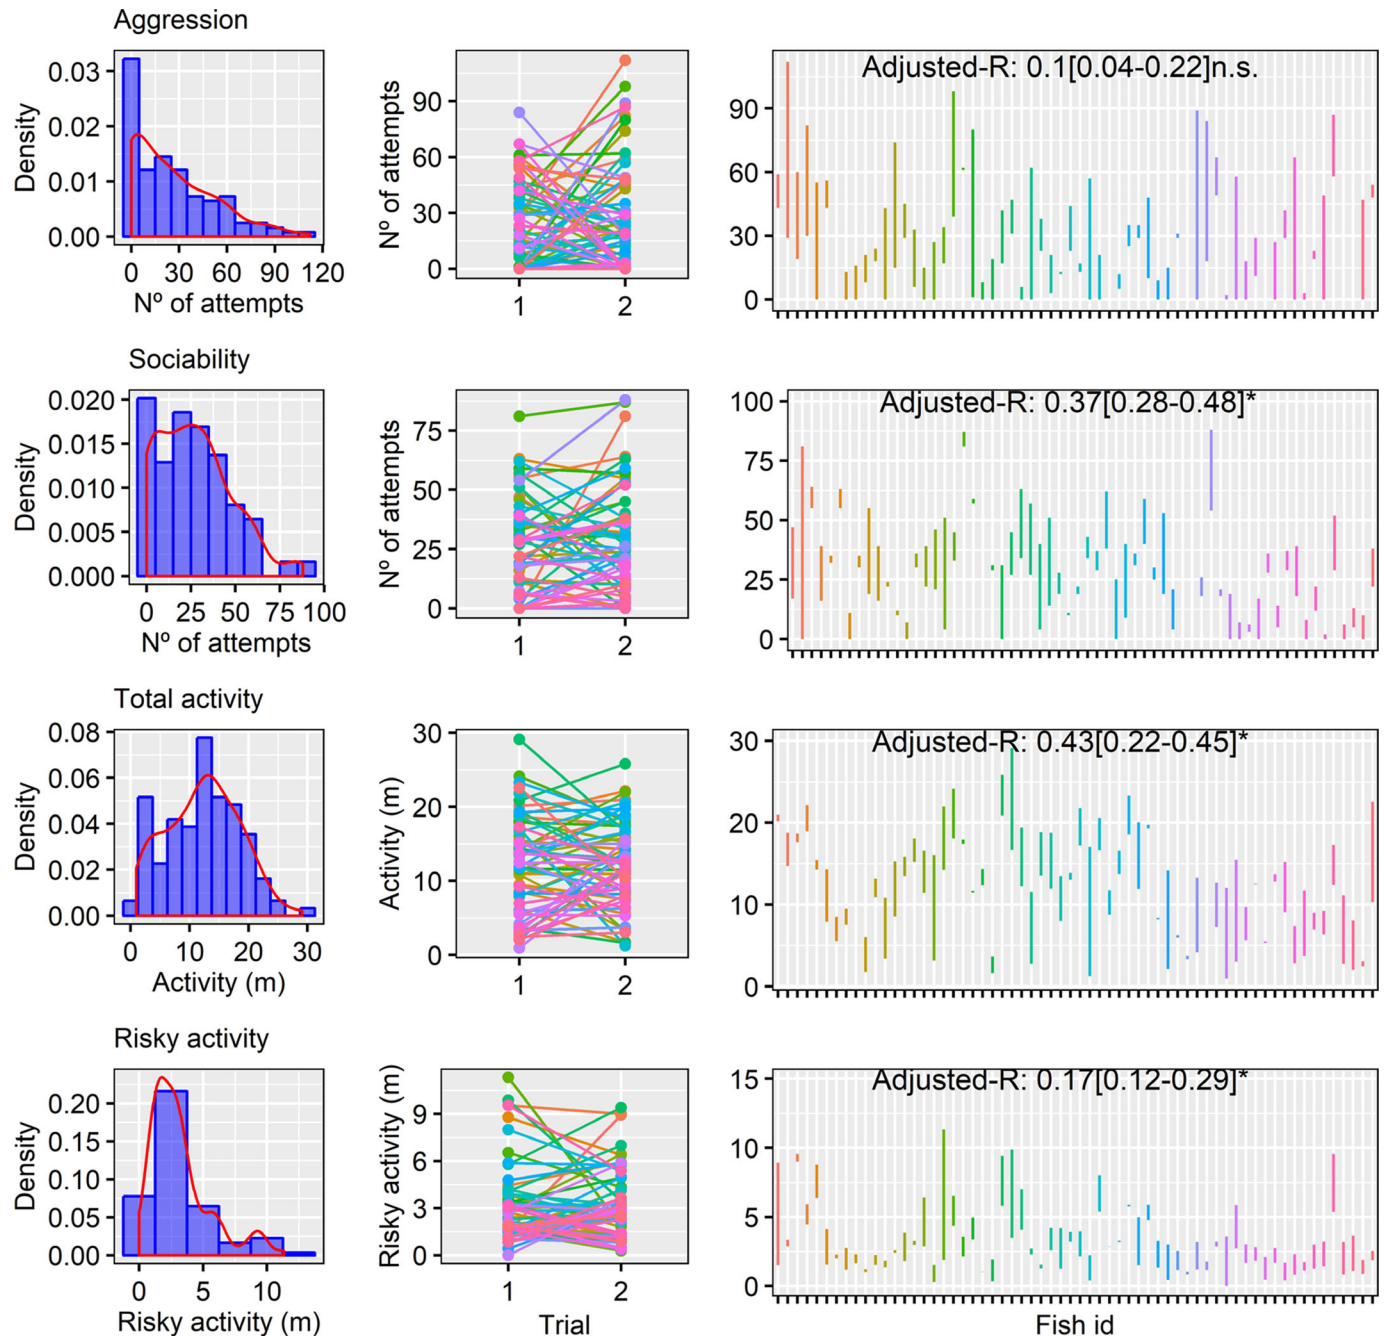 Aggression
Density
0.03
0.02
0.01
0.00
0 30 60 90 120
Nº of attempts
Nº of attempts
90
60
30
0
1 2
Adjusted-R: 0.1[0.04-0.22]n.s.
90
60
30
0
Sociability
Density
0.020
0.015
0.010
0.005
0.000
0 25 50 75 100
Nº of attempts
Nº of attempts
75
50
25
0
1 2
Adjusted-R: 0.37[0.28-0.48]*
100
75
50
25
0
Total activity
Density
0.08
0.06
0.04
0.02
0.00
0 10 20 30
Activity (m)
Activity (m)
30
20
10
0
1 2
Adjusted-R: 0.43[0.22-0.45]*
30
20
10
0
Risky activity
Density
0.20
0.15
0.10
0.05
0.00
0 5 10
Risky activity (m)
Risky activity (m)
9
6
3
0
1 2
Trial
Adjusted-R: 0.17[0.12-0.29]*
15
10
5
0
Fish id